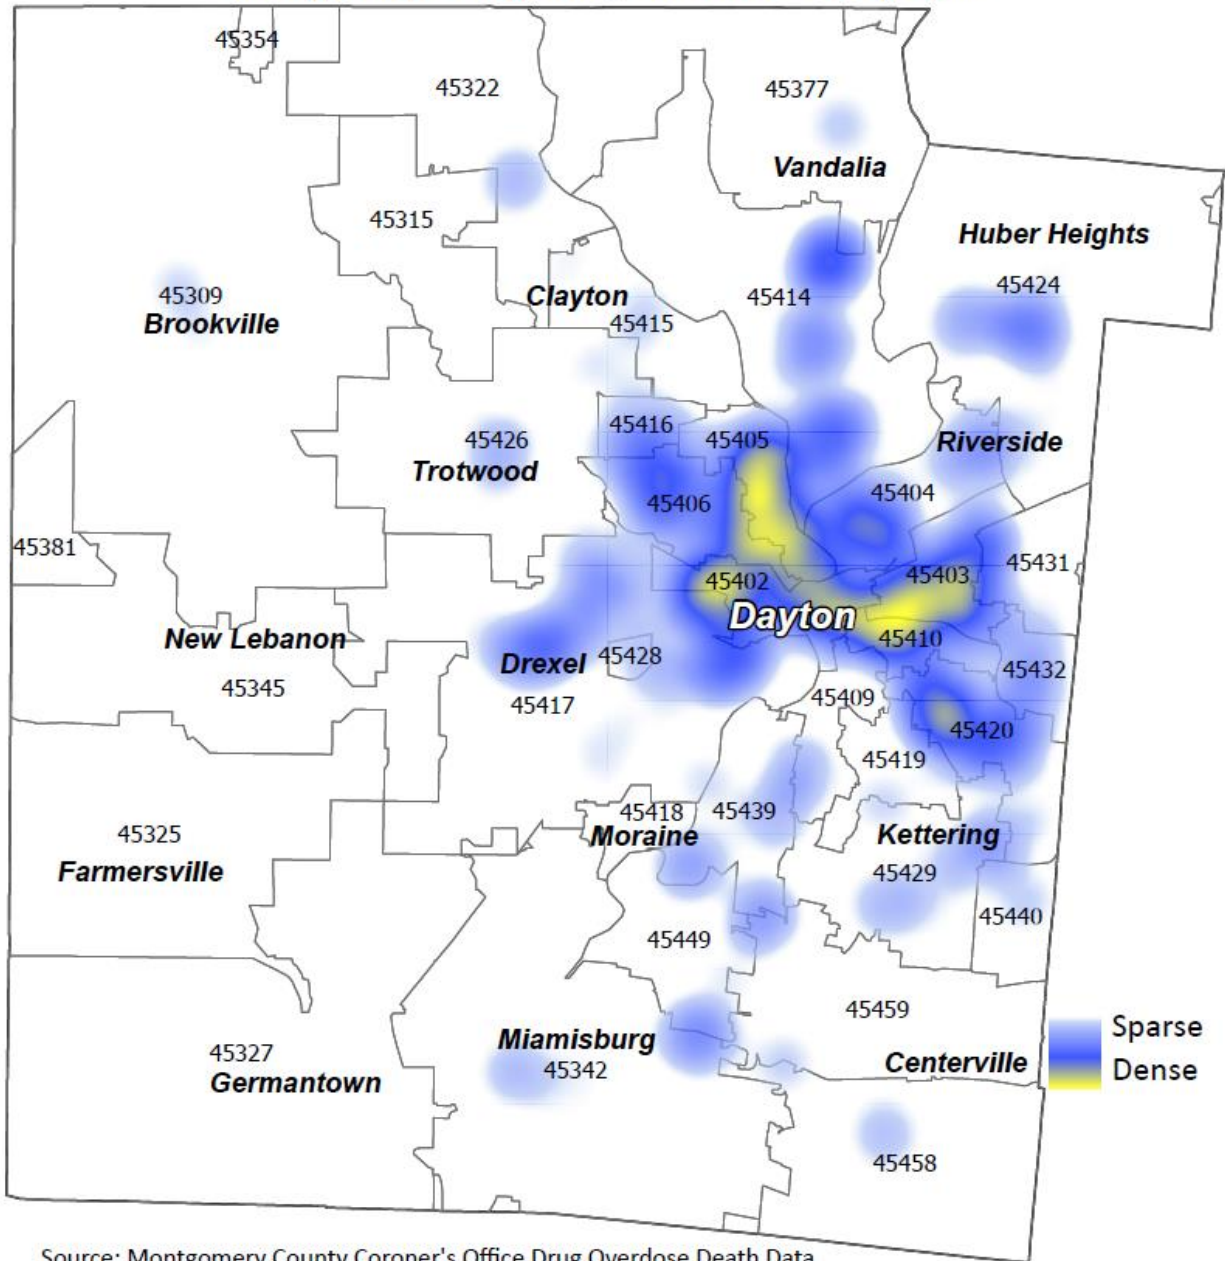 45354
45322
45377
Vandalia
45315
Huber Heights
45424
45309
Brookville
Clayton
45414
45415
45416
45426
Trotwood
45405
Riverside
45404
45406
45381
45431
45402
45403
Dayton
45410
New Lebanon
45345
Drexel
45428
45417
45432
45409
45420
45419
45325
Farmersville
45418
Moraine
45439
Kettering
45429
45440
45449
45459
Sparse
Dense
Miamisburg
45342
Centerville
45327
Germantown
45458
Source: Montgomery County Coroner's Office Drug Overdose Death Data